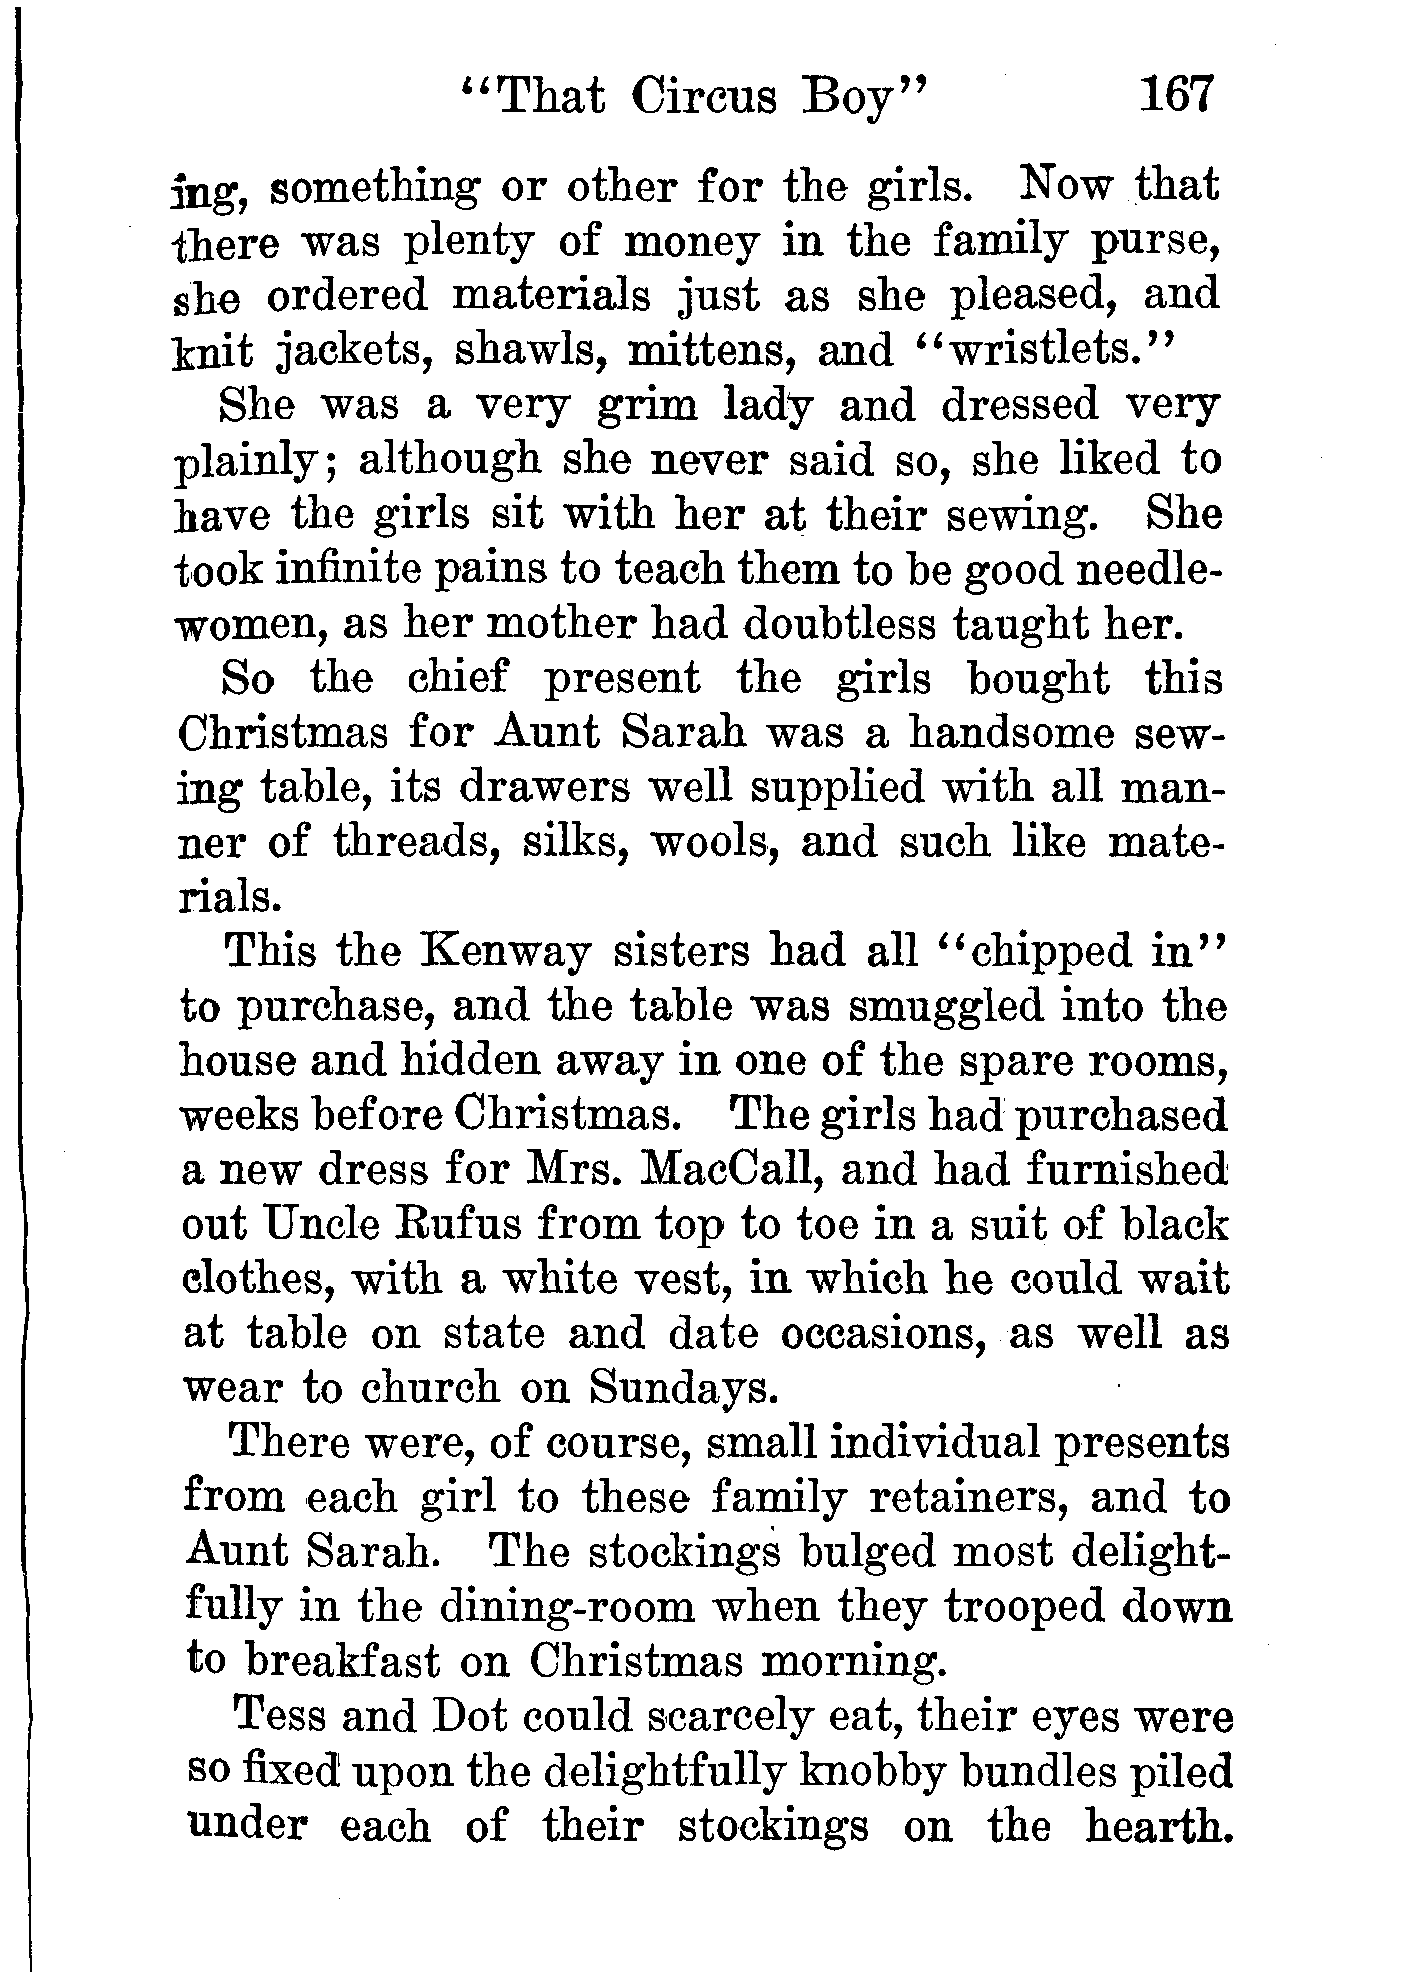 “That Circus Boy” 167
ing, something or other for the girls. Now that
there was plenty of money in the family purse,
she ordered materials just as she pleased, and
knit jackets, shawls, mittens, and “wristlets.”
She was a very grim lady and dressed very
plainly; although she never said so, she liked to
have the girls sit with her at their sewing. She
took infinite pains to teach them to be good needle-
women, as her mother had doubtless taught her.
So the chief present the girls bought this
Christmas for Aunt Sarah was a handsome sew-
ing table, its drawers well supplied with all man-
ner of threads, silks, wools, and such like mate-
rials.
This the Kenway sisters had all “chipped in”
to purchase, and the table was smuggled into the
house and hidden away in one of the spare rooms,
weeks before Christmas. The girls had purchased
a new dress for Mrs. MacCall, and had furnished
out Uncle Rufus from top to toe in a suit of black
clothes, with a white vest, in which he could wait
at table on state and date occasions, as well as
wear to church on Sundays.
There were, of course, small individual presents
from each girl to these family retainers, and to
Aunt Sarah. The stockings bulged most delight-
fully in the dining-room when they trooped down
to breakfast on Christmas morning.
Tess and Dot could scarcely eat, their eyes were
so fixed upon the delightfully knobby bundles piled
under each of their stockings on the hearth.